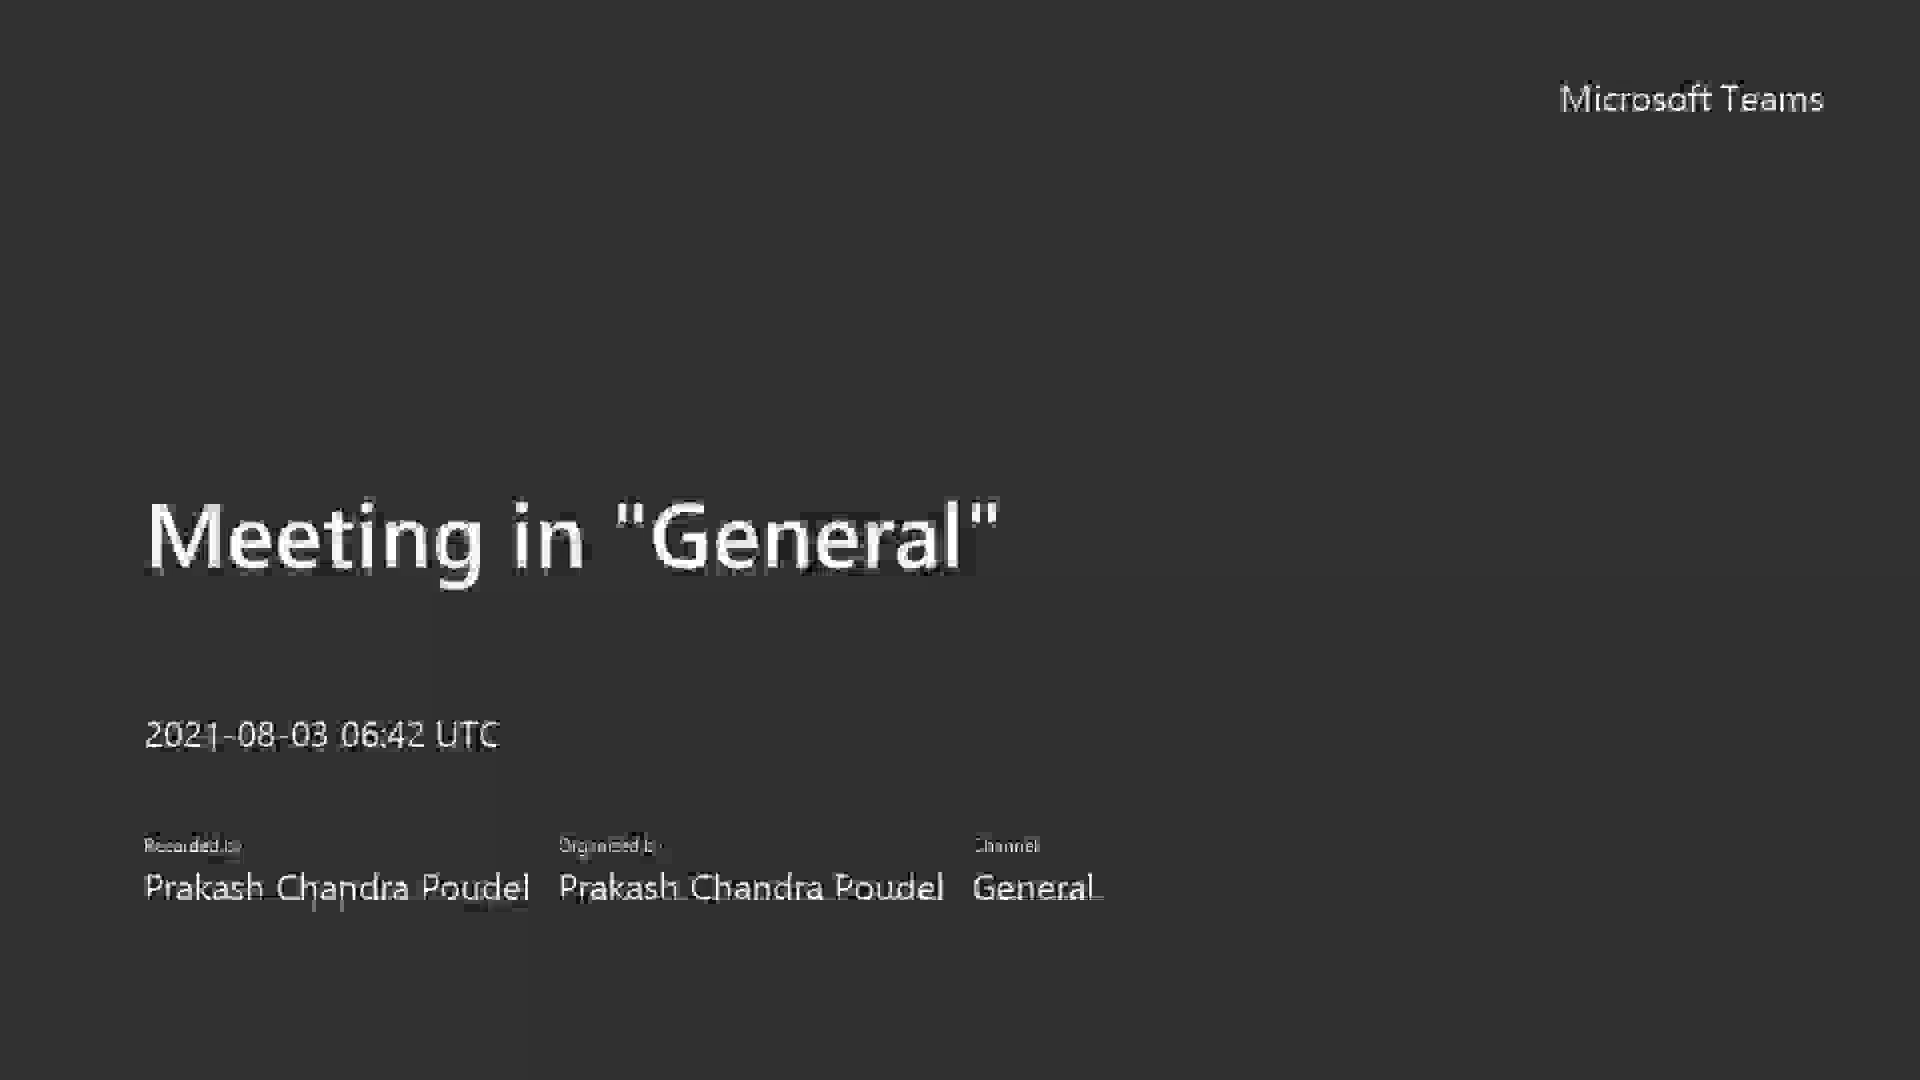 Microsoft Teams
Meeting in "General"
2021-08-03 06:42 UTC
Recorded by Organized by Channel
Prakash Chandra Poudel Prakash Chandra Poudel General